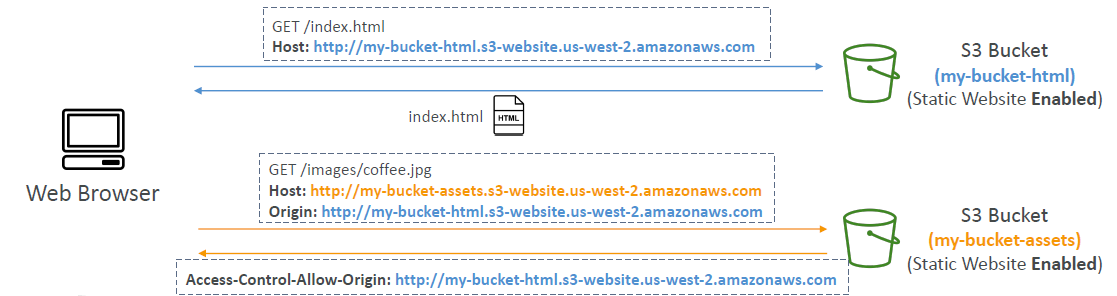 GET /index.html
Host: http://my-bucket-html.s3-website.us-west-2.amazonaws.com
S3 Bucket
(my-bucket-html)
(Static Website Enabled)
index.html
HTML
Web Browser
GET /images/coffee.jpg
Host: http://my-bucket-assets.s3-website.us-west-2.amazonaws.com
Origin: http://my-bucket-html.s3-website.us-west-2.amazonaws.com
S3 Bucket
(my-bucket-assets)
(Static Website Enabled)
Access-Control-Allow-Origin: http://my-bucket-html.s3-website.us-west-2.amazonaws.com